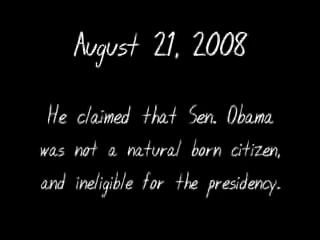 August 21, 2008
He claimed that Sen. Obama
was not a natural born citizen,
and ineligible for the presidency.